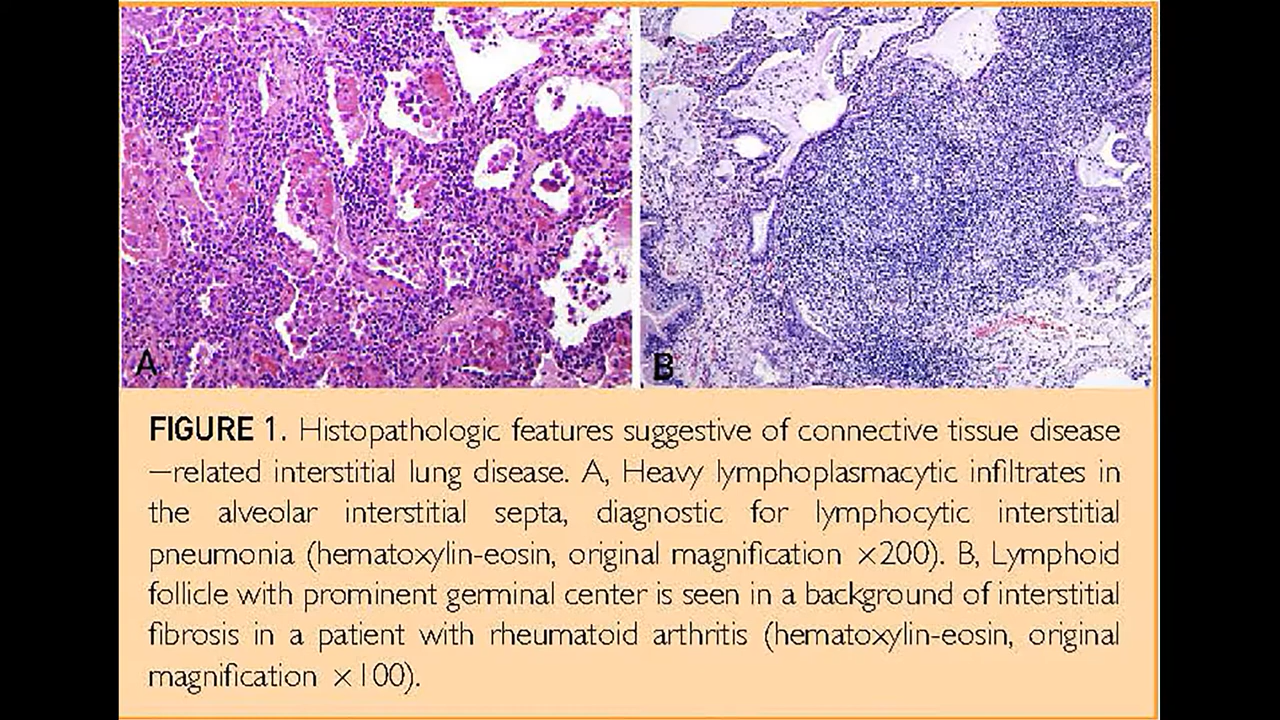 A
B
FIGURE 1. Histopathologic features suggestive of connective tissue disease
—related interstitial lung disease. A, Heavy lymphoplasmacytic infiltrates in
the alveolar interstitial septa, diagnostic for lymphocytic interstitial
pneumonia (hematoxylin-eosin, original magnification ×200). B, Lymphoid
follicle with prominent germinal center is seen in a background of interstitial
fibrosis in a patient with rheumatoid arthritis (hematoxylin-eosin, original
magnification ×100).